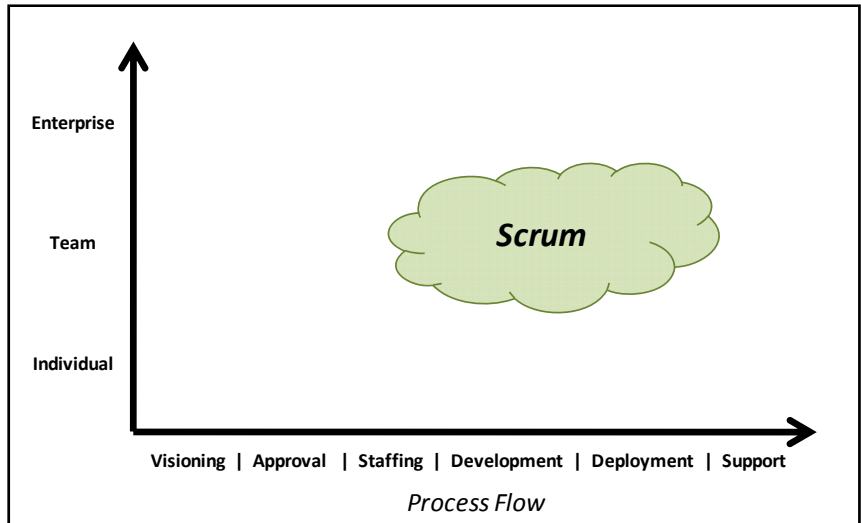 Enterprise
Scrum
Team
Individual
Visioning | Approval | Staffing | Development | Deployment | Support
Process Flow